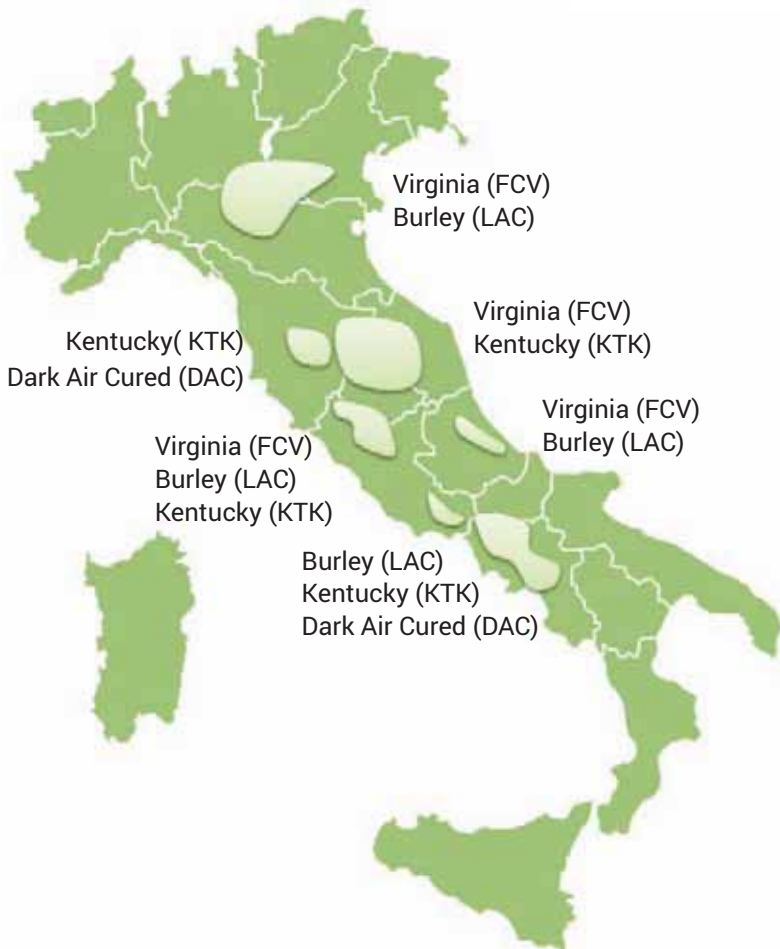 Virginia (FCV)
Burley (LAC)
Virginia (FCV)
Kentucky (KTK)
Kentucky( KTK)
Dark Air Cured (DAC)
Virginia (FCV)
Burley (LAC)
Virginia (FCV)
Burley (LAC)
Kentucky (KTK)
Burley (LAC)
Kentucky (KTK)
Dark Air Cured (DAC)